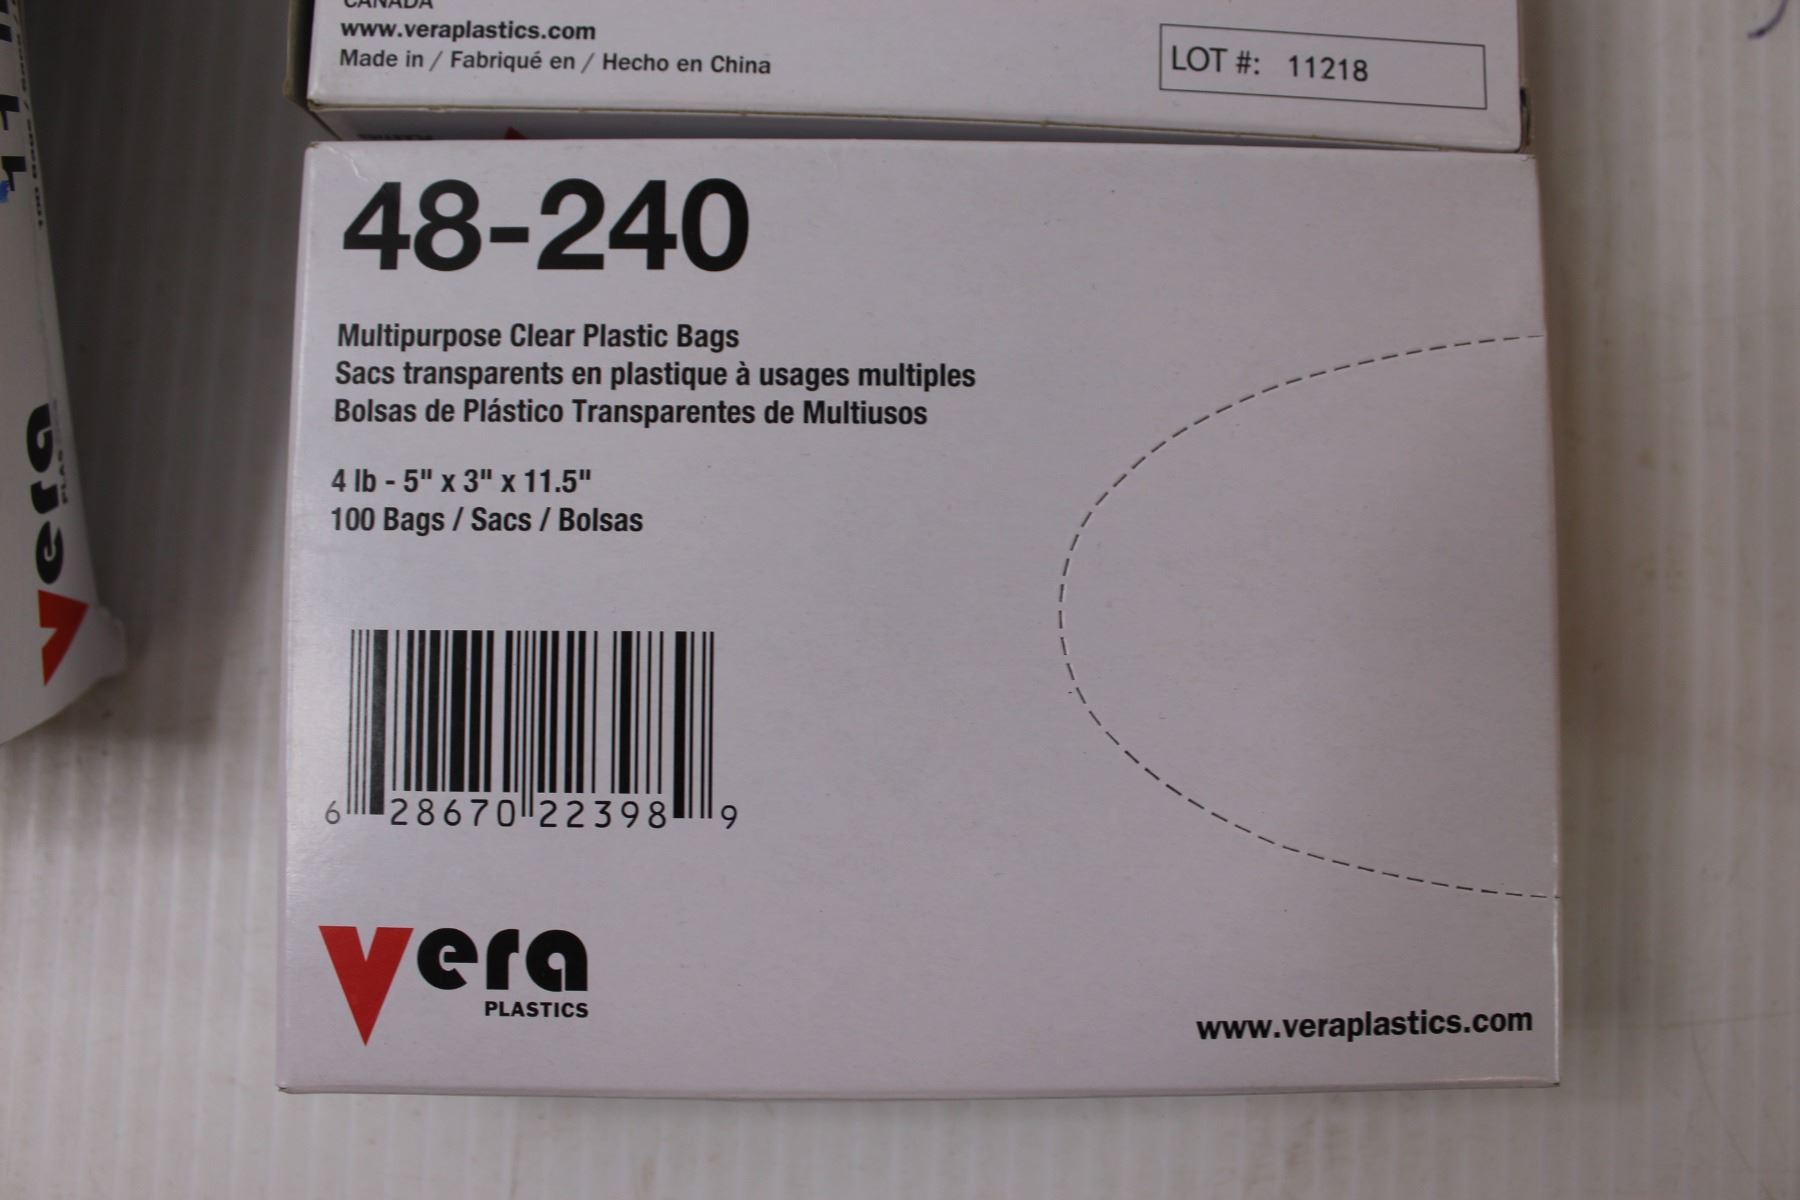 CANADA
www.veraplastics.com
Made in / Fabriqué en / Hecho en China
LOT #: 11218
48-240
Multipurpose Clear Plastic Bags
Sacs transparents en plastique à usages multiples
Bolsas de Plástico Transparentes de Multiusos
4 lb - 5" x 3" x 11.5"
100 Bags / Sacs / Bolsas
6 28670 22398 9
vera
PLASTICS
www.veraplastics.com
vera